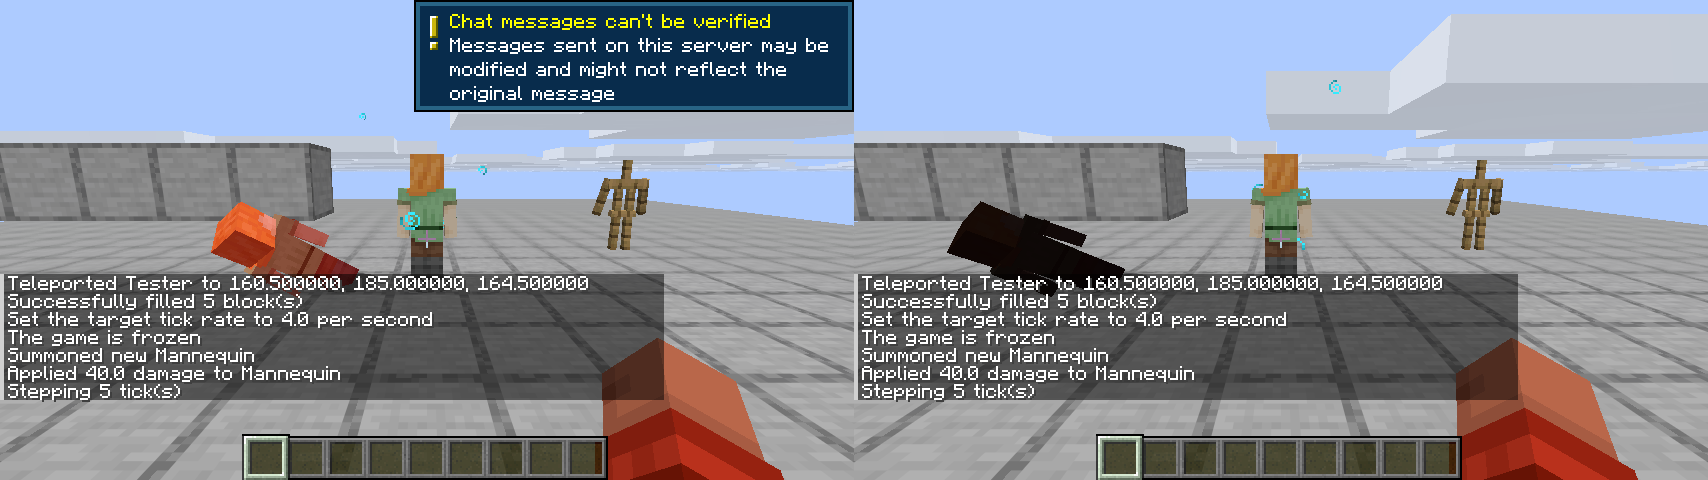 Chat messages can't be verified
Messages sent on this server may be
modified and might not reflect the
original message
Teleported Tester to 160.500000, 185.000000, 164.500000
Successfully filled 5 block(s)
Set the target tick rate to 4.0 per second
The game is frozen
Summoned new Mannequin
Applied 40.0 damage to Mannequin
Stepping 5 tick(s)
Teleported Tester to 160.500000, 185.000000, 164.500000
Successfully filled 5 block(s)
Set the target tick rate to 4.0 per second
The game is frozen
Summoned new Mannequin
Applied 40.0 damage to Mannequin
Stepping 5 tick(s)